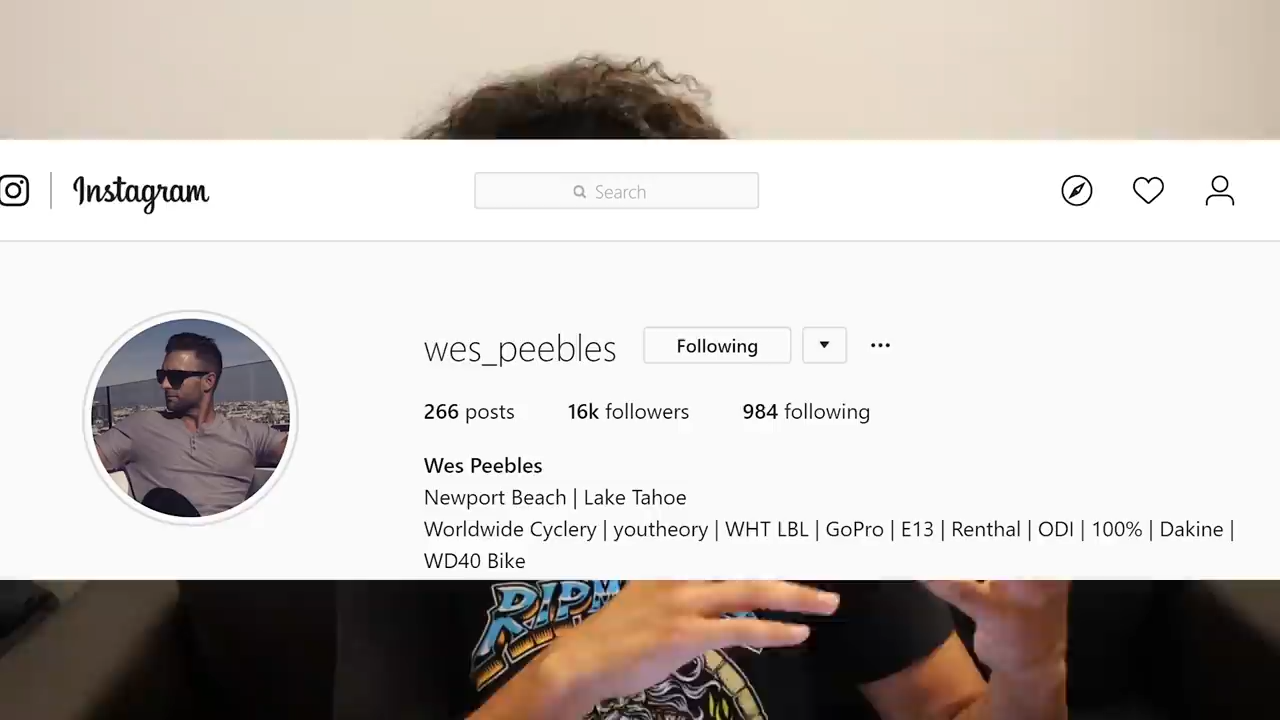 Instagram
Search
wes_peebles
Following
266 posts
16k followers
984 following
Wes Peebles
Newport Beach | Lake Tahoe
Worldwide Cyclery | youtheory | WHT LBL | GoPro | E13 | Renthal | ODI | 100% | Dakine |
WD40 Bike